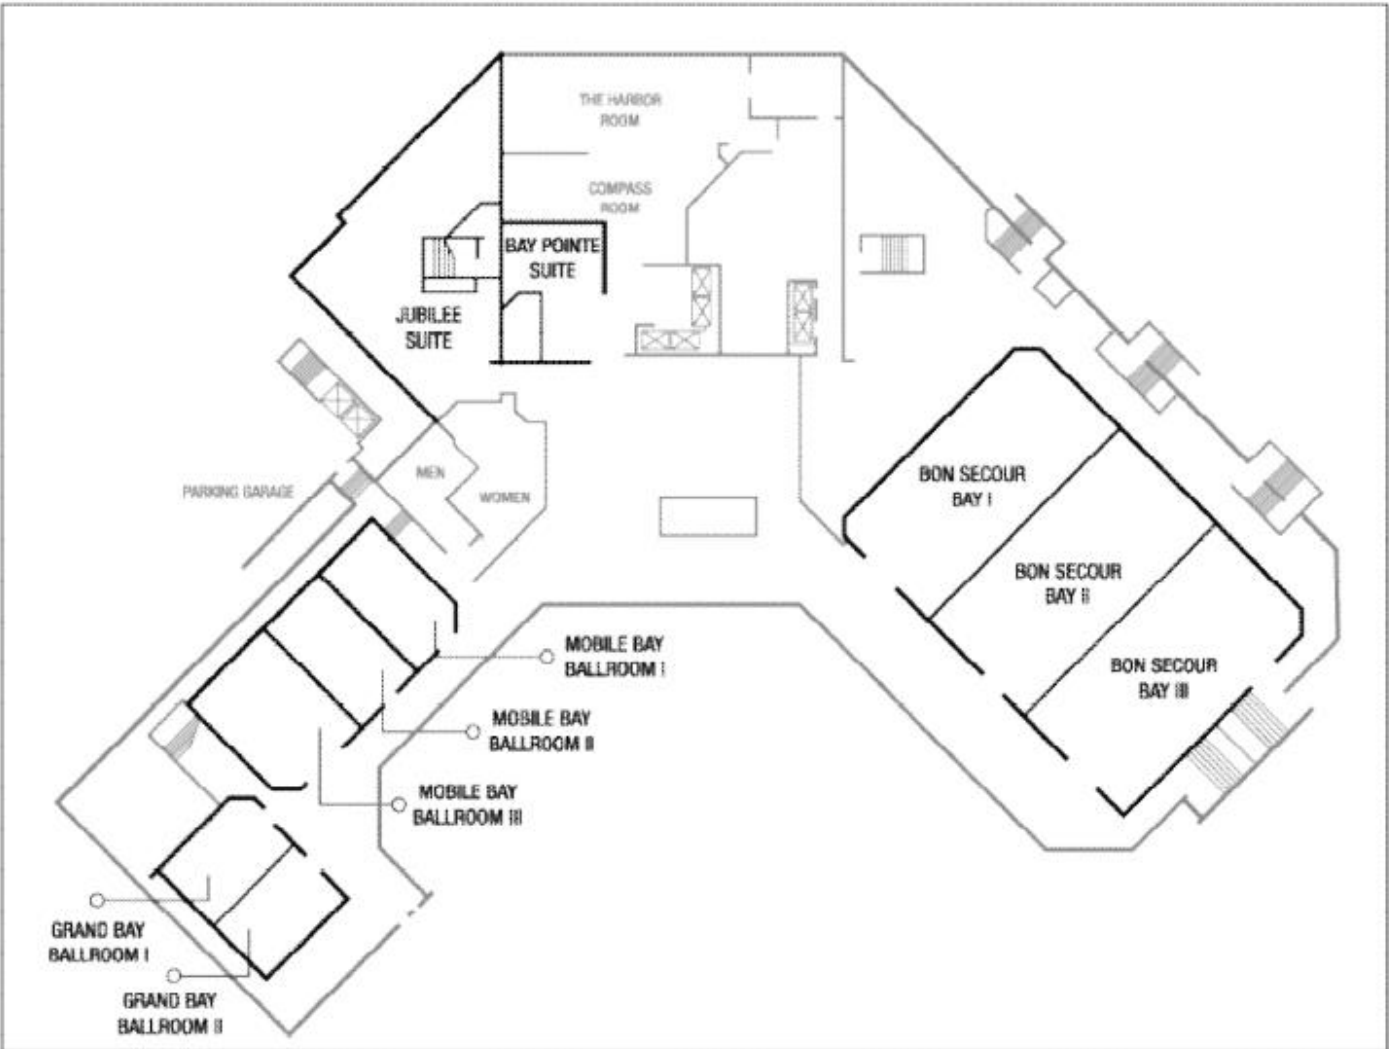 THE HARBOR
ROOM
COMPASS
ROOM
BAY POINTE
SUITE
JUBILEE
SUITE
MEN
WOMEN
PARKING GARAGE
BON SECOUR
BAY I
BON SECOUR
BAY II
BON SECOUR
BAY III
MOBILE BAY
BALLROOM I
MOBILE BAY
BALLROOM II
MOBILE BAY
BALLROOM III
GRAND BAY
BALLROOM I
GRAND BAY
BALLROOM II